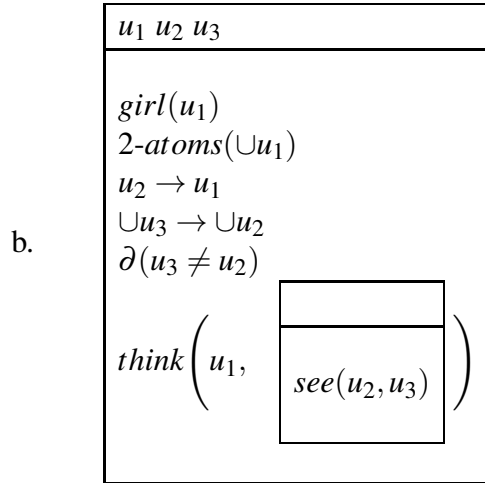 u₁ u₂ u₃
girl(u₁)
2-atoms(∪u₁)
u₂ → u₁
∪u₃ → ∪u₂
b.
∂(u₃ ≠ u₂)
think(u₁, see(u₂, u₃))